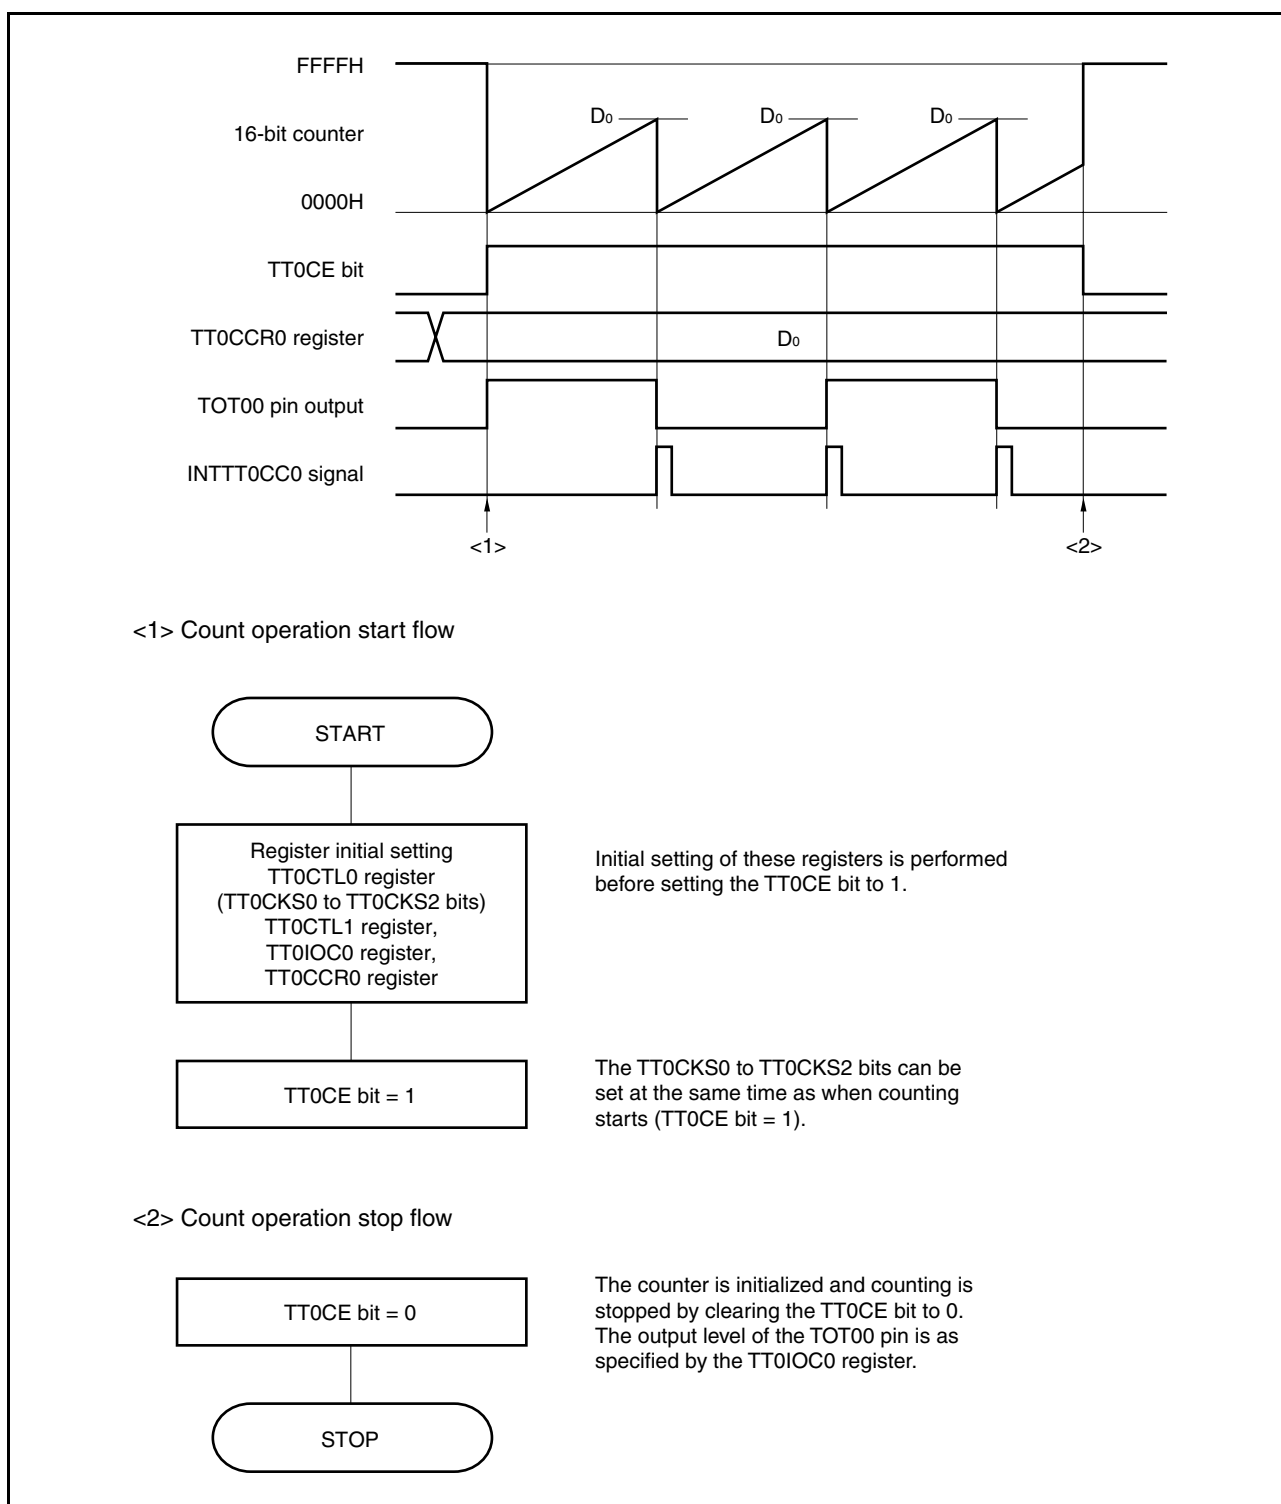 FFFFH
D0 D0 D0
16-bit counter
0000H
TT0CE bit
TT0CCR0 register
D0
TOT00 pin output
INTTT0CC0 signal
<1> <2>
<1> Count operation start flow
START
Register initial setting
TT0CTL0 register
(TT0CKS0 to TT0CKS2 bits)
TT0CTL1 register,
TT0IOC0 register,
TT0CCR0 register
Initial setting of these registers is performed
before setting the TT0CE bit to 1.
TT0CE bit = 1
The TT0CKS0 to TT0CKS2 bits can be
set at the same time as when counting
starts (TT0CE bit = 1).
<2> Count operation stop flow
TT0CE bit = 0
The counter is initialized and counting is
stopped by clearing the TT0CE bit to 0.
The output level of the TOT00 pin is as
specified by the TT0IOC0 register.
STOP